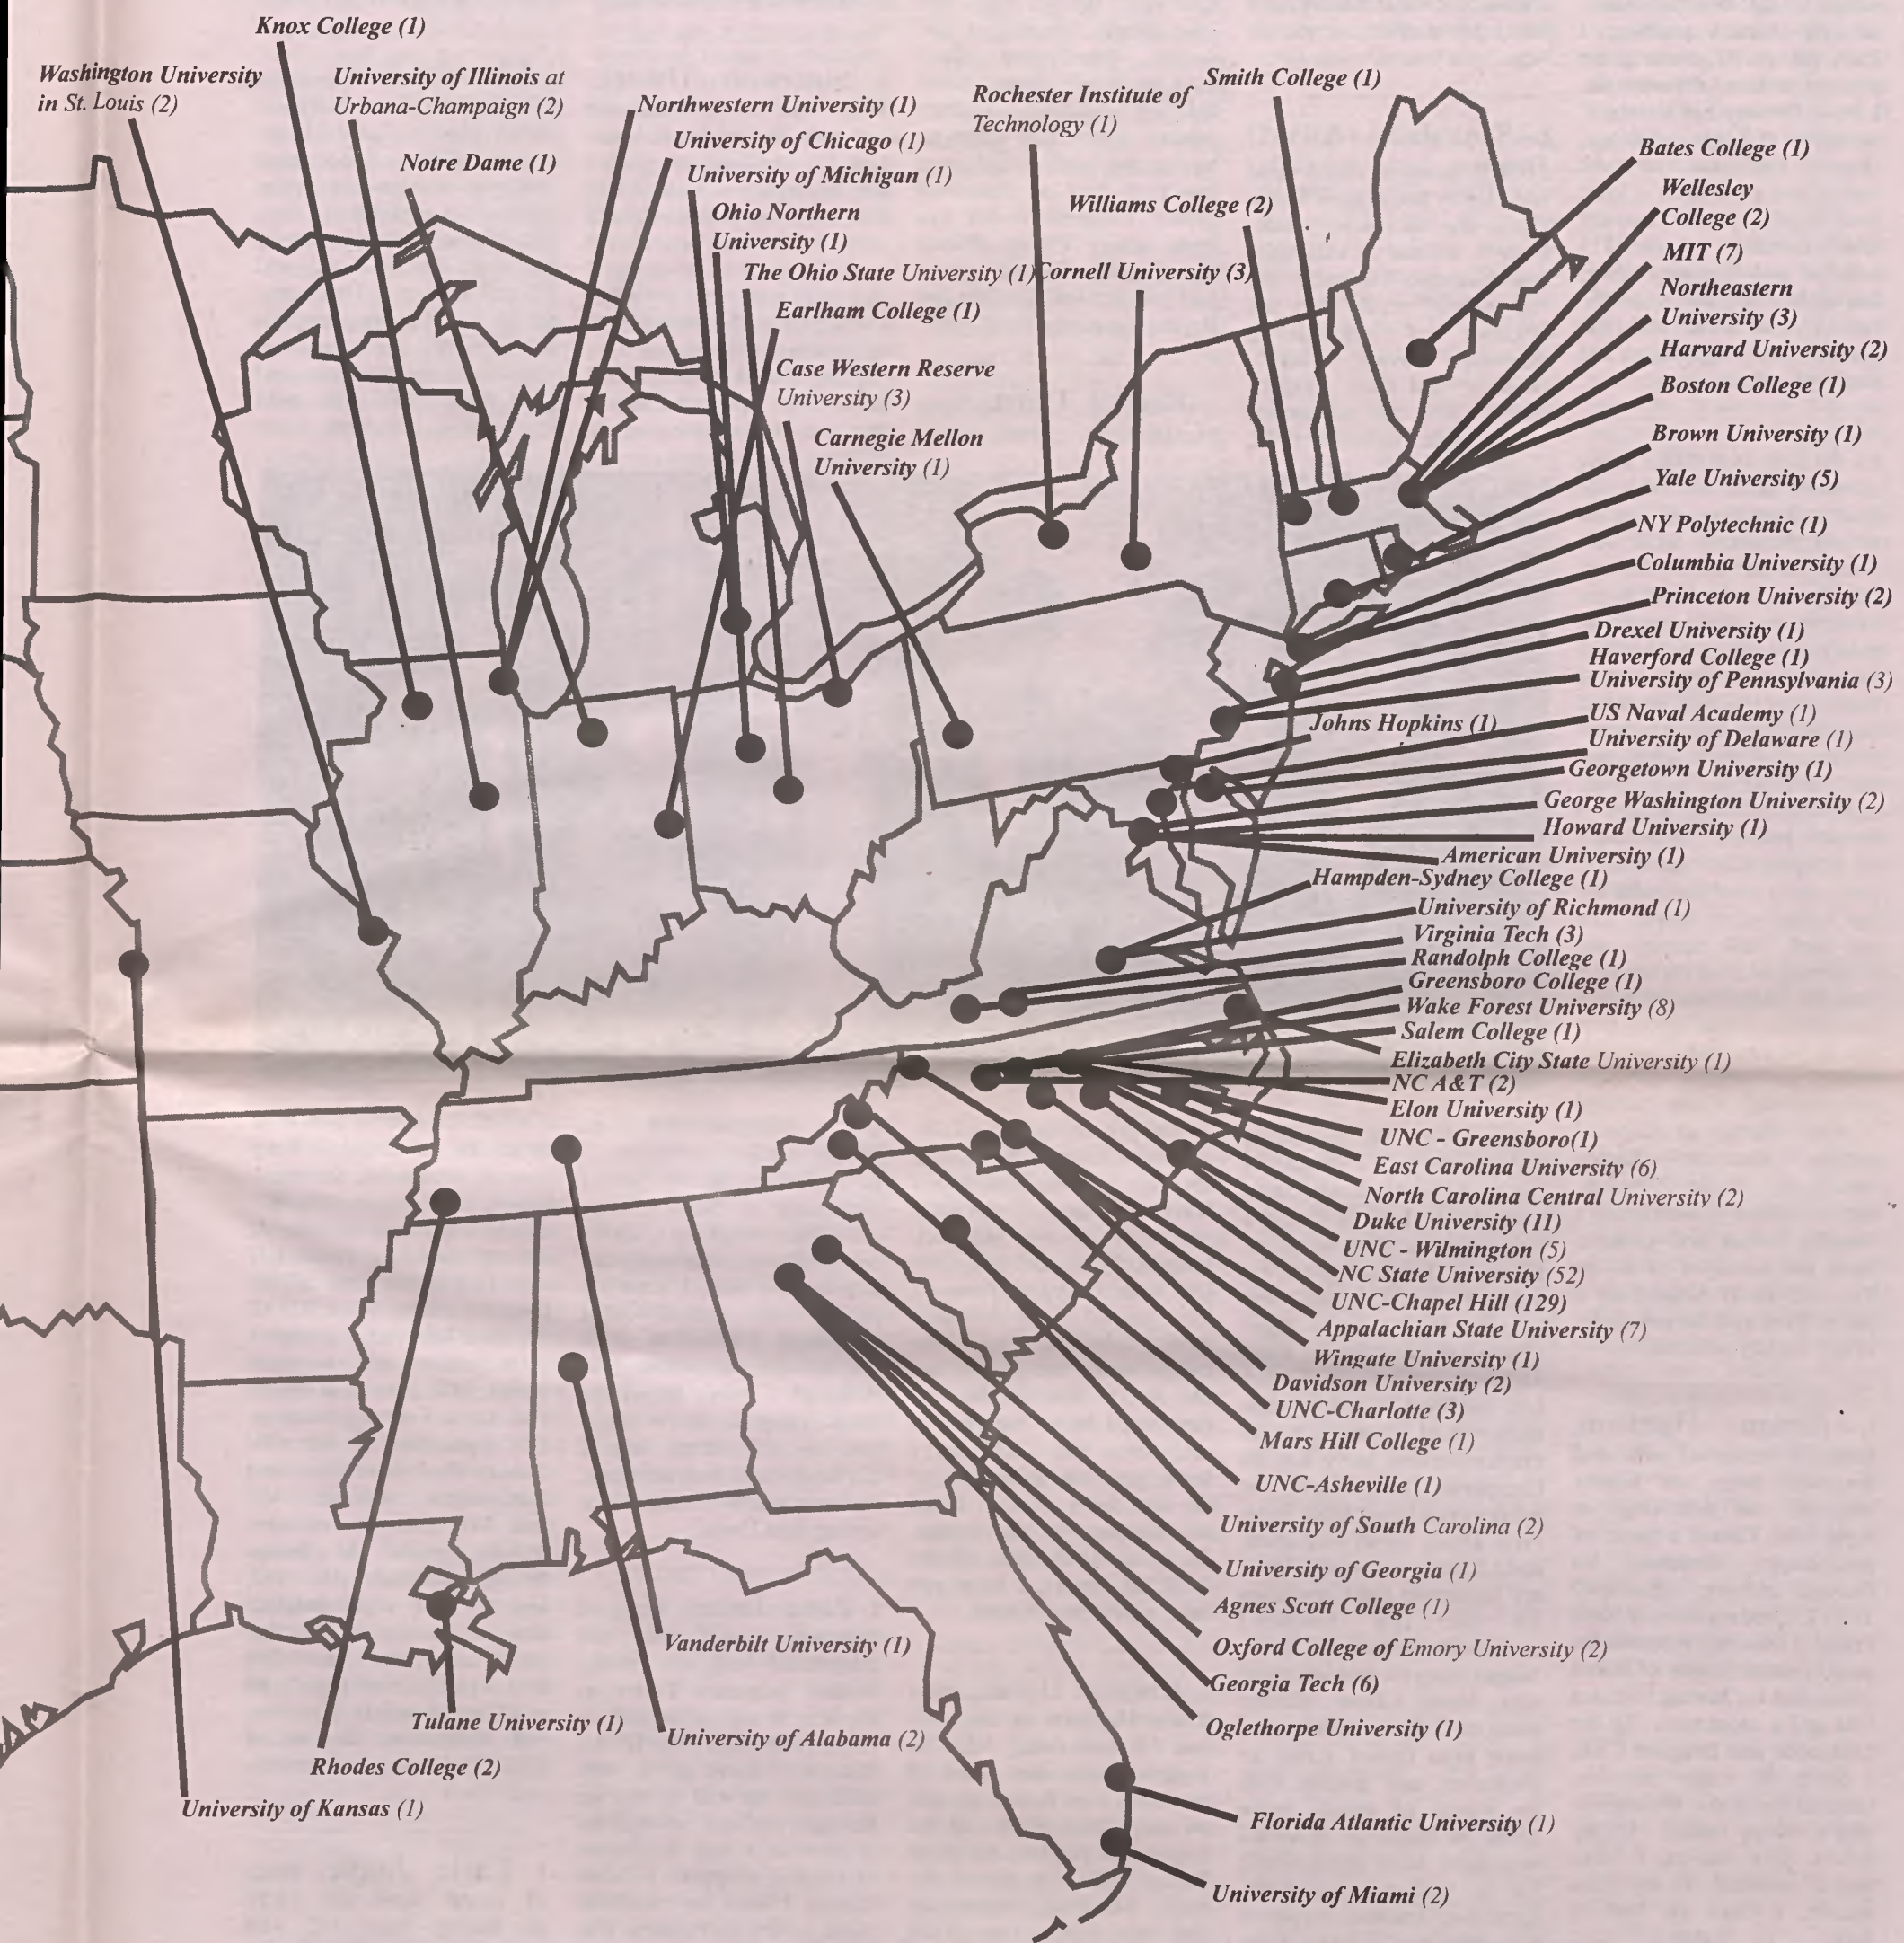 Knox College (1)
Washington University
in St. Louis (2)
University of Illinois at
Urbana-Champaign (2)
Notre Dame (1)
Northwestern University (1)
University of Chicago (1)
University of Michigan (1)
Ohio Northern
University (1)
The Ohio State University (1)
Earlham College (1)
Case Western Reserve
University (3)
Carnegie Mellon
University (1)
Rochester Institute of
Technology (1)
Smith College (1)
Williams College (2)
Cornell University (3)
Bates College (1)
Wellesley
College (2)
MIT (7)
Northeastern
University (3)
Harvard University (2)
Boston College (1)
Brown University (1)
Yale University (5)
NY Polytechnic (1)
Columbia University (1)
Princeton University (2)
Drexel University (1)
Haverford College (1)
University of Pennsylvania (3)
US Naval Academy (1)
Johns Hopkins (1)
University of Delaware (1)
Georgetown University (1)
George Washington University (2)
Howard University (1)
American University (1)
Hampden-Sydney College (1)
University of Richmond (1)
Virginia Tech (3)
Randolph College (1)
Greensboro College (1)
Wake Forest University (8)
Salem College (1)
Elizabeth City State University (1)
NC A&T (2)
Elon University (1)
UNC - Greensboro(1)
East Carolina University (6)
North Carolina Central University (2)
Duke University (11)
UNC - Wilmington (5)
NC State University (52)
UNC-Chapel Hill (129)
Appalachian State University (7)
Wingate University (1)
Davidson University (2)
UNC-Charlotte (3)
Mars Hill College (1)
UNC-Asheville (1)
University of South Carolina (2)
University of Georgia (1)
Agnes Scott College (1)
Oxford College of Emory University (2)
Georgia Tech (6)
Oglethorpe University (1)
Vanderbilt University (1)
Tulane University (1)
University of Alabama (2)
Rhodes College (2)
University of Kansas (1)
Florida Atlantic University (1)
University of Miami (2)